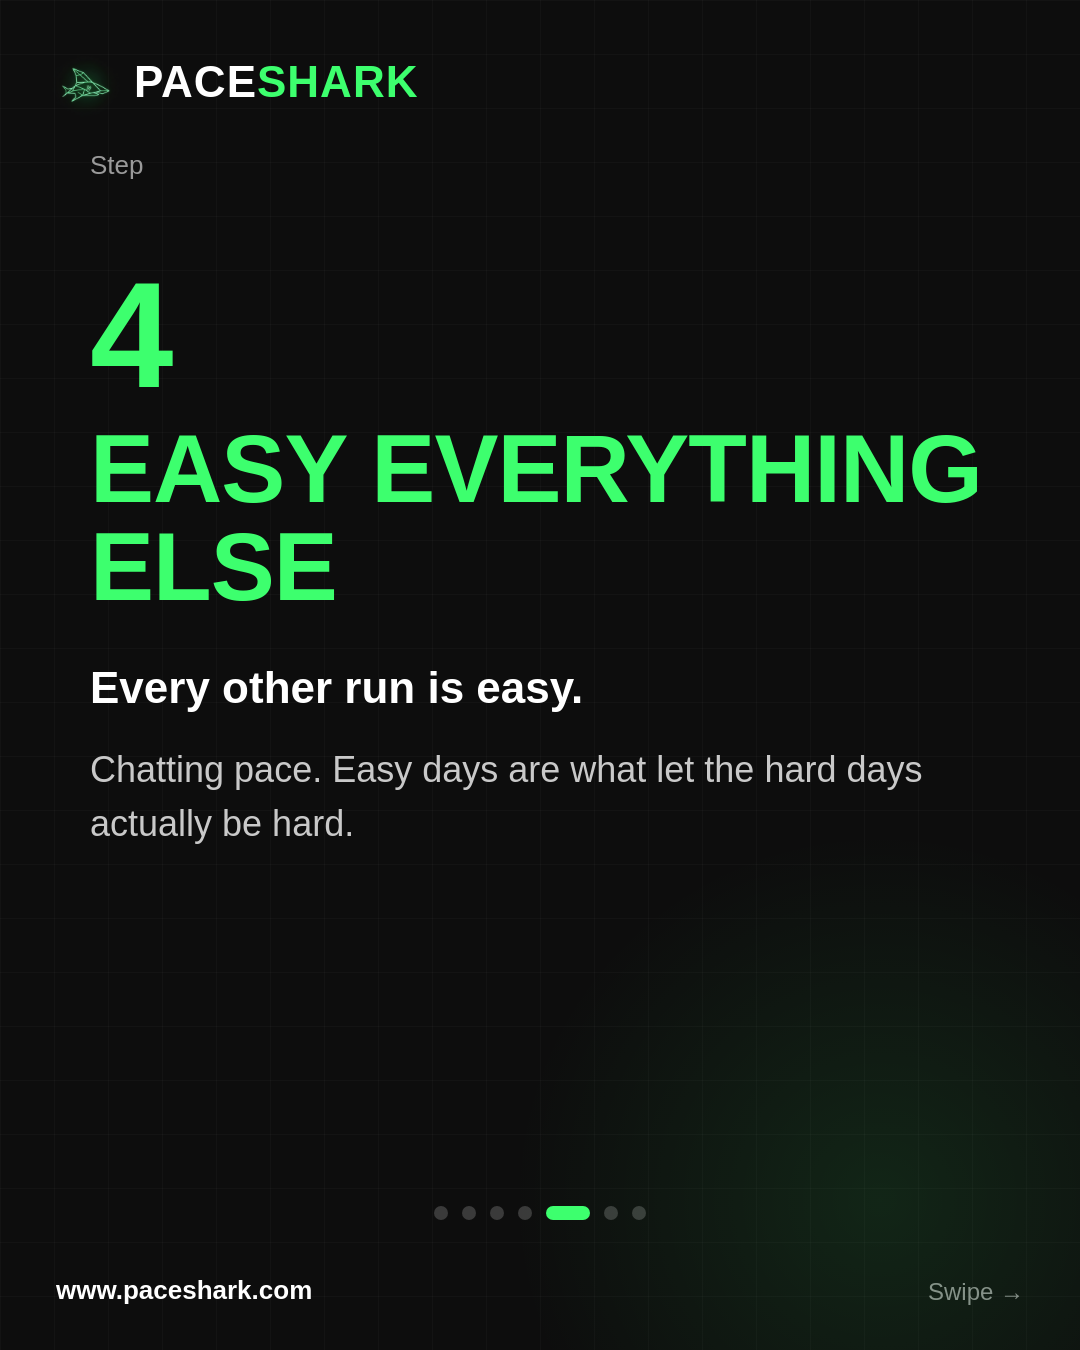 PACESHARK
Step
4
EASY EVERYTHING
ELSE
Every other run is easy.
Chatting pace. Easy days are what let the hard days
actually be hard.
www.paceshark.com
Swipe →